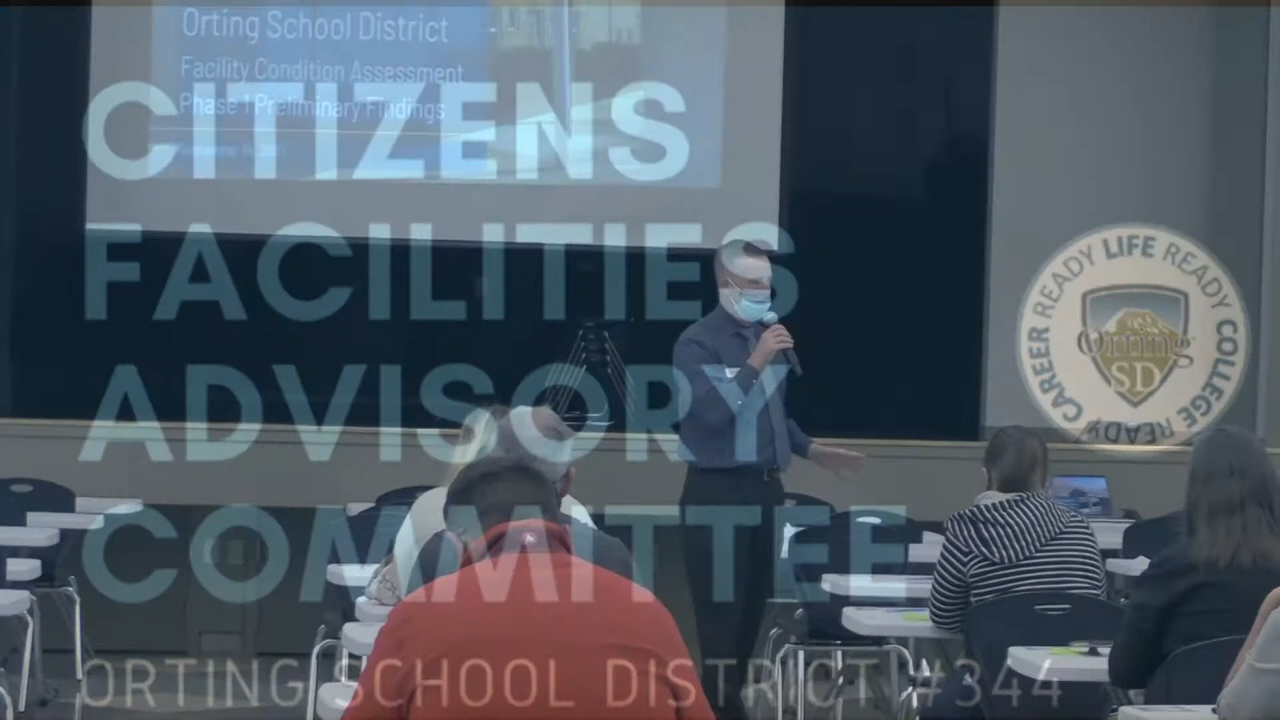 Orting School District
Facility Condition Assessment
Phase 1 Preliminary Findings
CITIZENS
FACILITIES
ADVISORY
COMMITTEE
ORTING SCHOOL DISTRICT #344
CAREER READY LIFE READY COLLEGE READY
Orting
SD